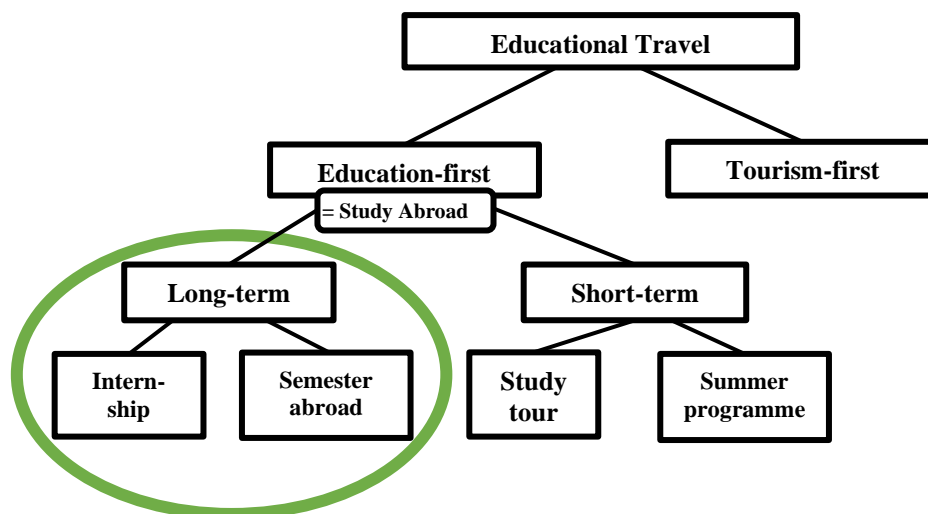 Educational Travel
Education-first
Tourism-first
= Study Abroad
Long-term
Short-term
Intern-
ship
Semester
abroad
Study
tour
Summer
programme